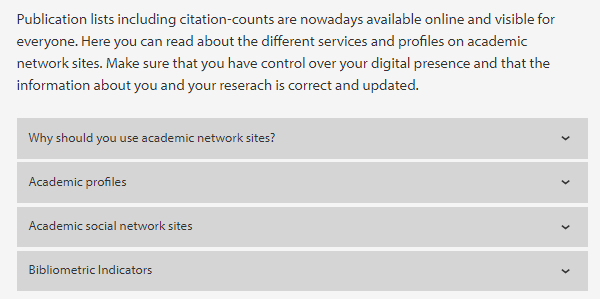 Publication lists including citation-counts are nowadays available online and visible for
everyone. Here you can read about the different services and profiles on academic
network sites. Make sure that you have control over your digital presence and that the
information about you and your reserach is correct and updated.
Why should you use academic network sites?
Academic profiles
Academic social network sites
Bibliometric Indicators